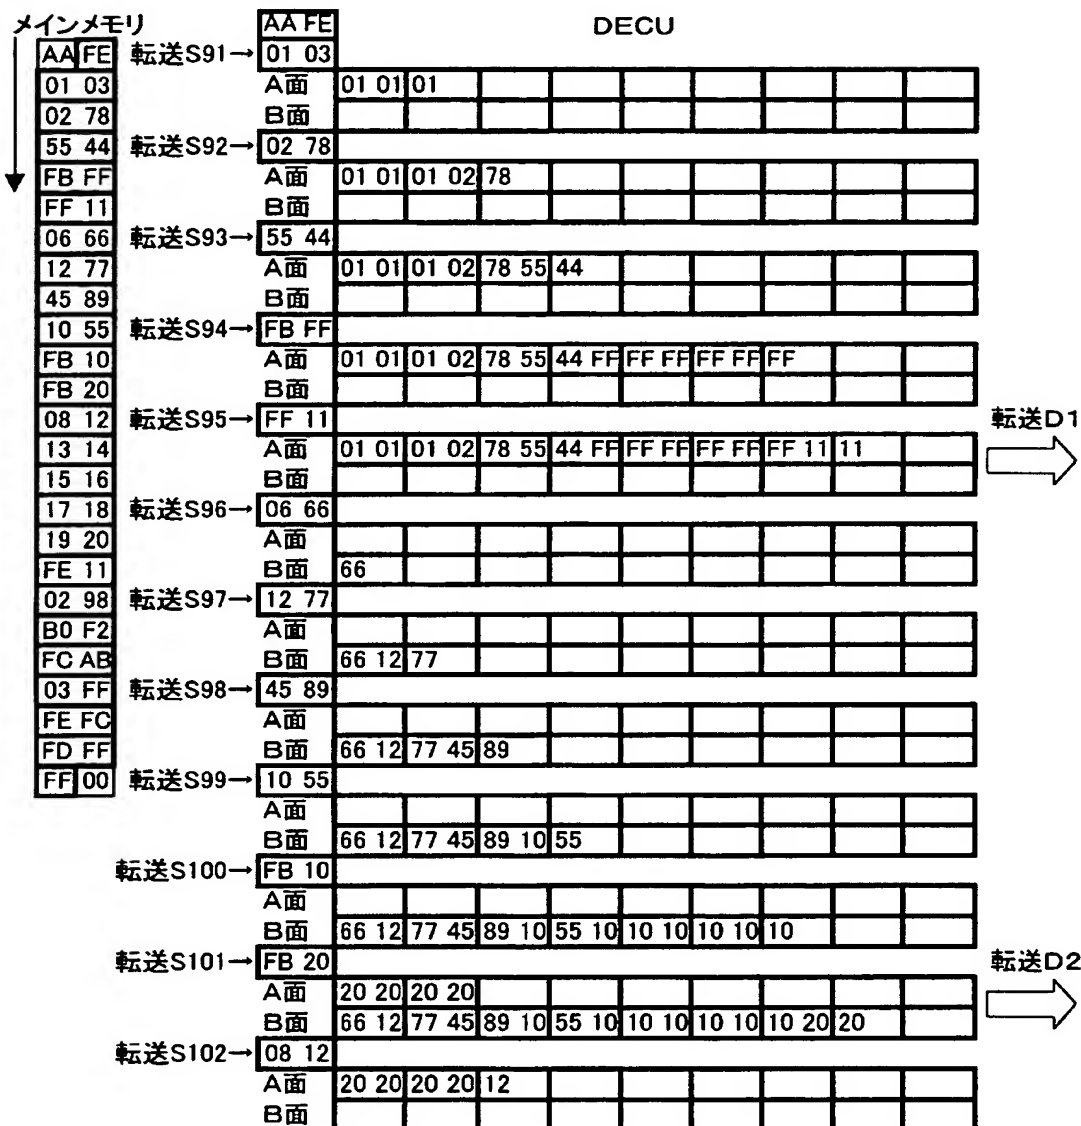 メインメモリ
AA FE
01 03
02 78
55 44
FB FF
FF 11
06 66
12 77
45 89
10 55
FB 10
FB 20
08 12
13 14
15 16
17 18
19 20
FE 11
02 98
B0 F2
FC AB
03 FF
FE FC
FD FF
FF 00
DECU
AA FE
転送S91→ 01 03
A面 01 01 01
B面
転送S92→ 02 78
A面 01 01 01 02 78
B面
転送S93→ 55 44
A面 01 01 01 02 78 55 44
B面
転送S94→ FB FF
A面 01 01 01 02 78 55 44 FF FF FF FF FF FF
B面
転送S95→ FF 11
A面 01 01 01 02 78 55 44 FF FF FF FF FF FF 11 11
B面
転送D1
転送S96→ 06 66
A面
B面 66
転送S97→ 12 77
A面
B面 66 12 77
転送S98→ 45 89
A面
B面 66 12 77 45 89
転送S99→ 10 55
A面
B面 66 12 77 45 89 10 55
転送S100→ FB 10
A面
B面 66 12 77 45 89 10 55 10 10 10 10 10 10
転送S101→ FB 20
A面 20 20 20 20
B面 66 12 77 45 89 10 55 10 10 10 10 10 10 20 20
転送D2
転送S102→ 08 12
A面 20 20 20 20 12
B面